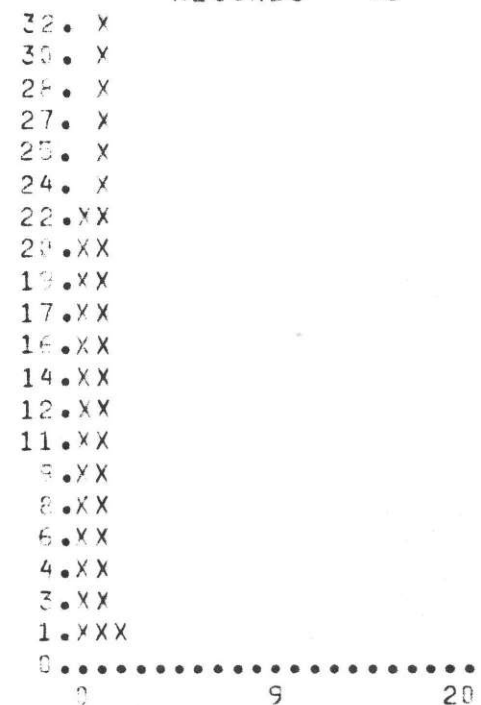 32. X
30. X
28. X
27. X
25. X
24. X
22.XX
20.XX
19.XX
17.XX
16.XX
14.XX
12.XX
11.XX
9.XX
8.XX
6.XX
4.XX
3.XX
1.XXX
0......................
0 9 20